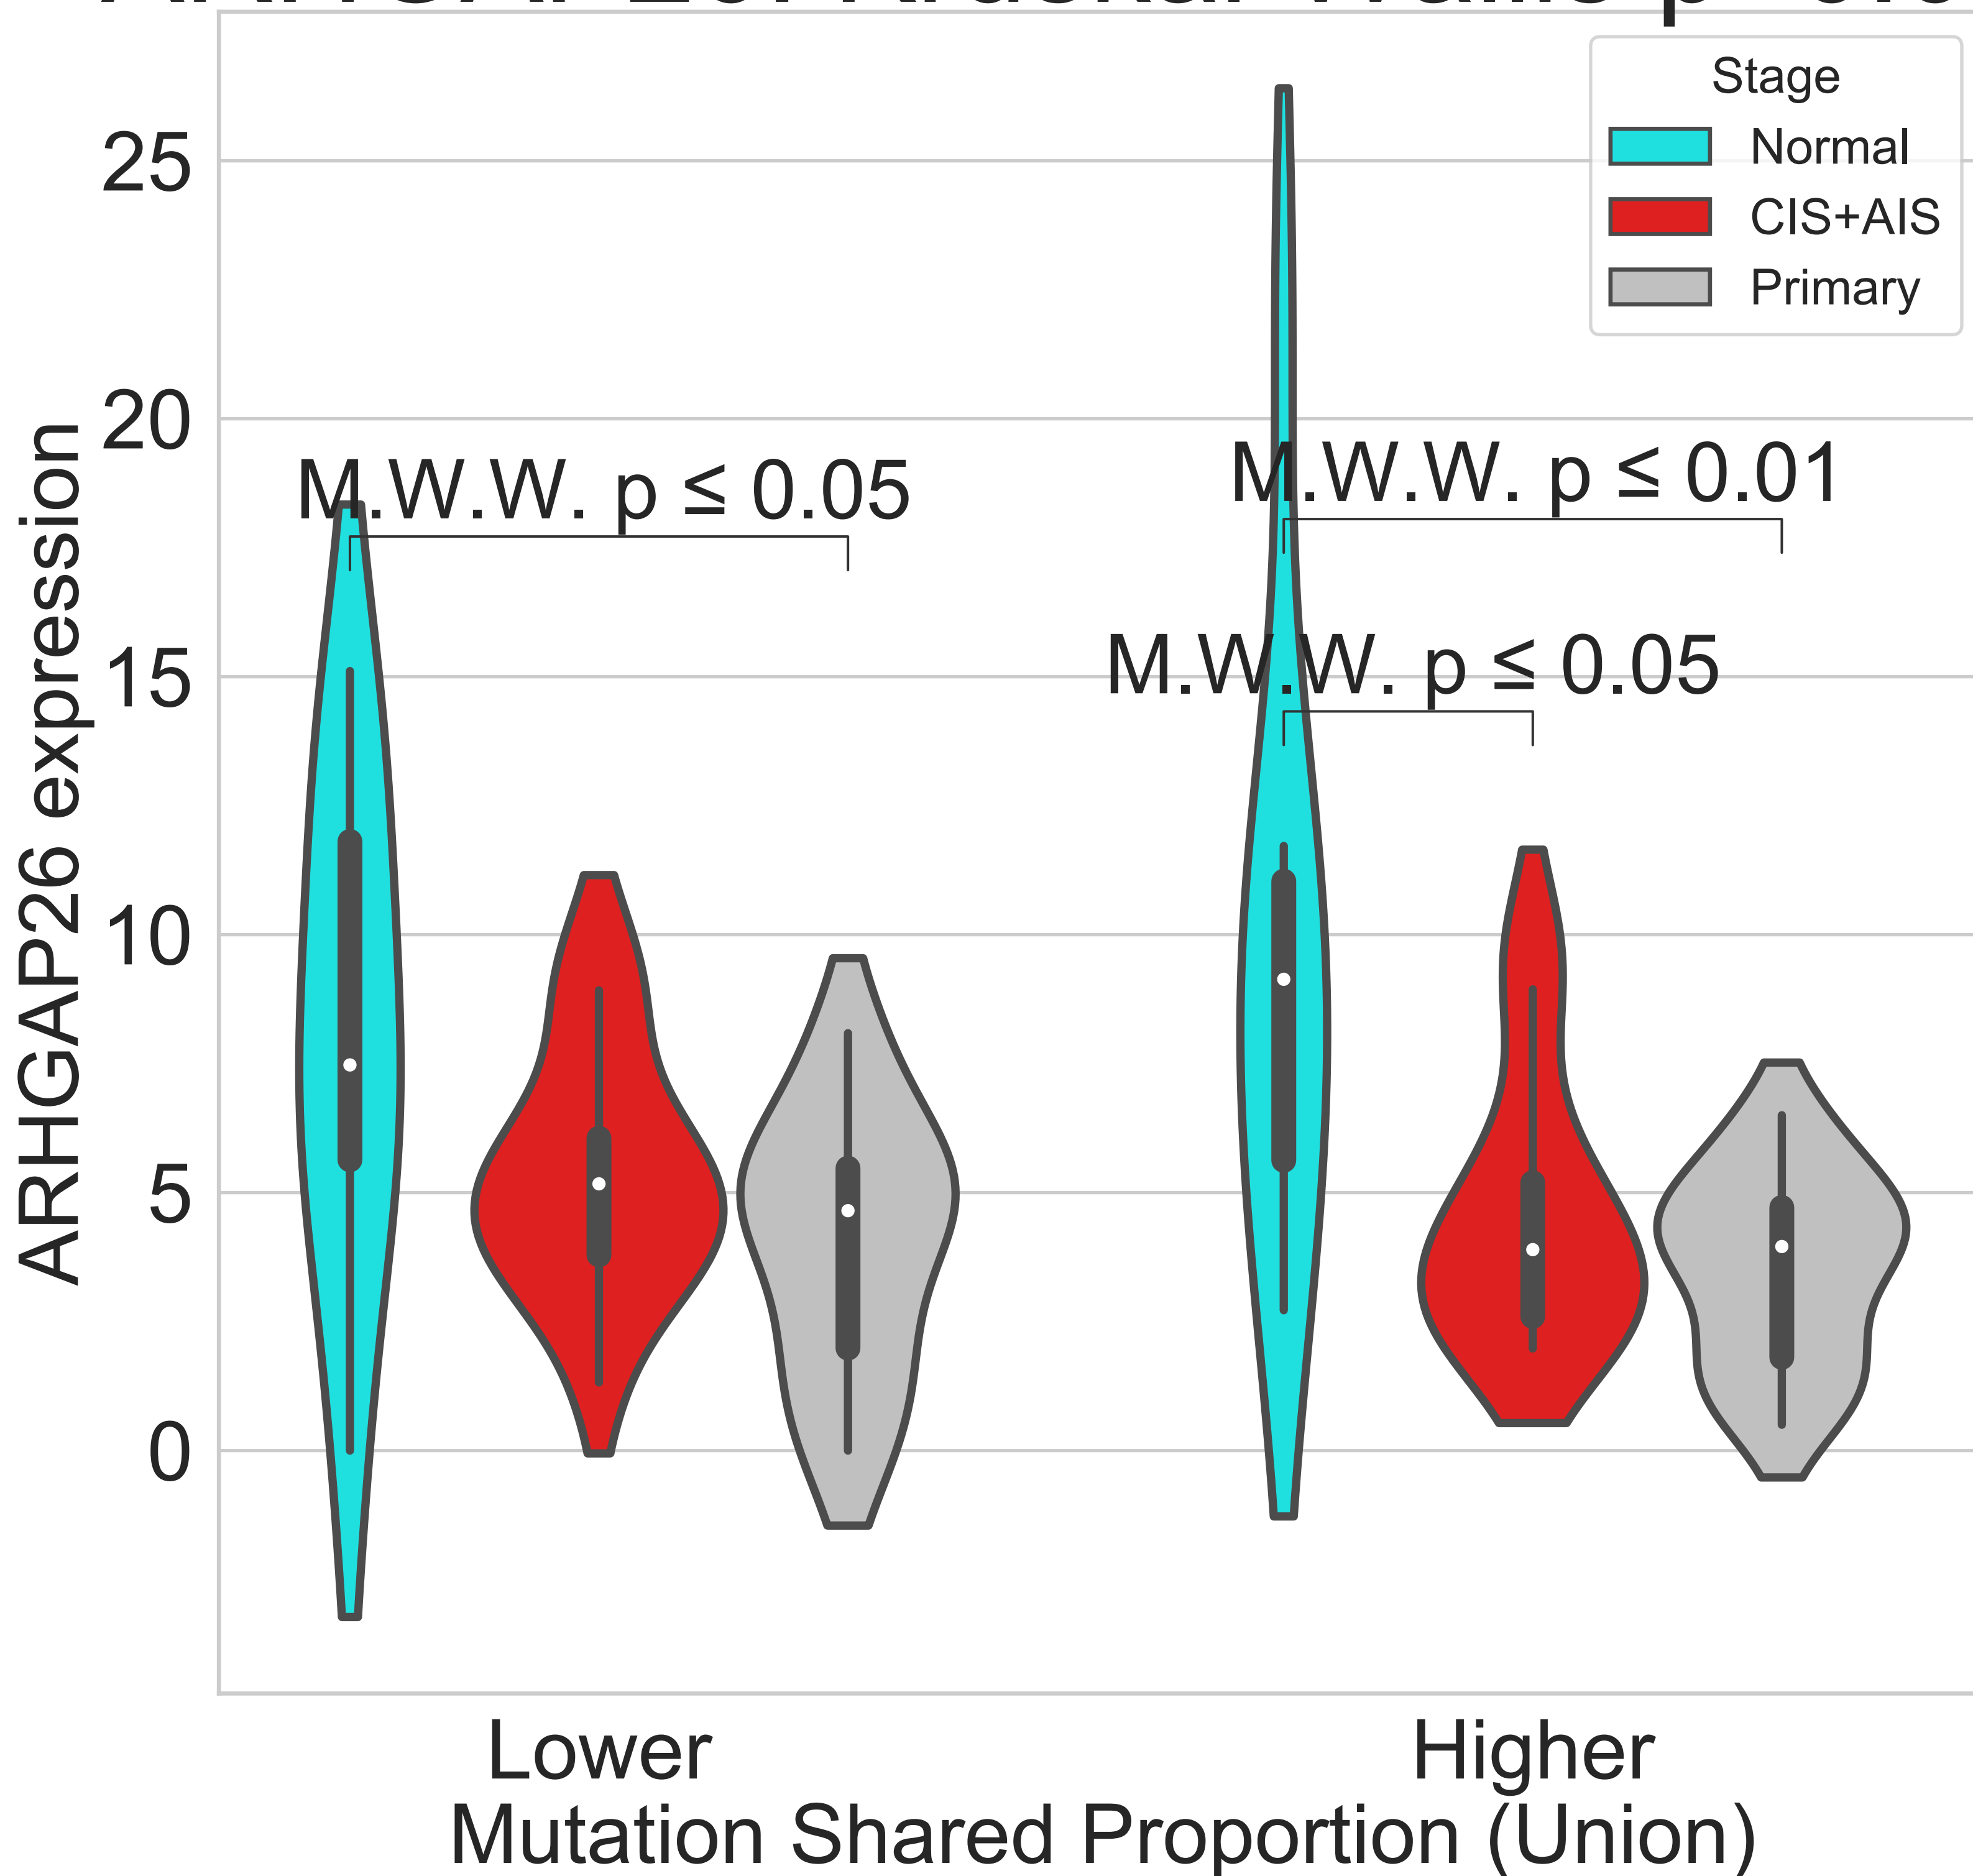 Stage
Normal
CIS+AIS
Primary
25
20
15
10
5
0
ARHGAP26 expression
M.W.W. p ≤ 0.05
M.W.W. p ≤ 0.01
M.W.W. p ≤ 0.05
Lower
Higher
Mutation Shared Proportion (Union)